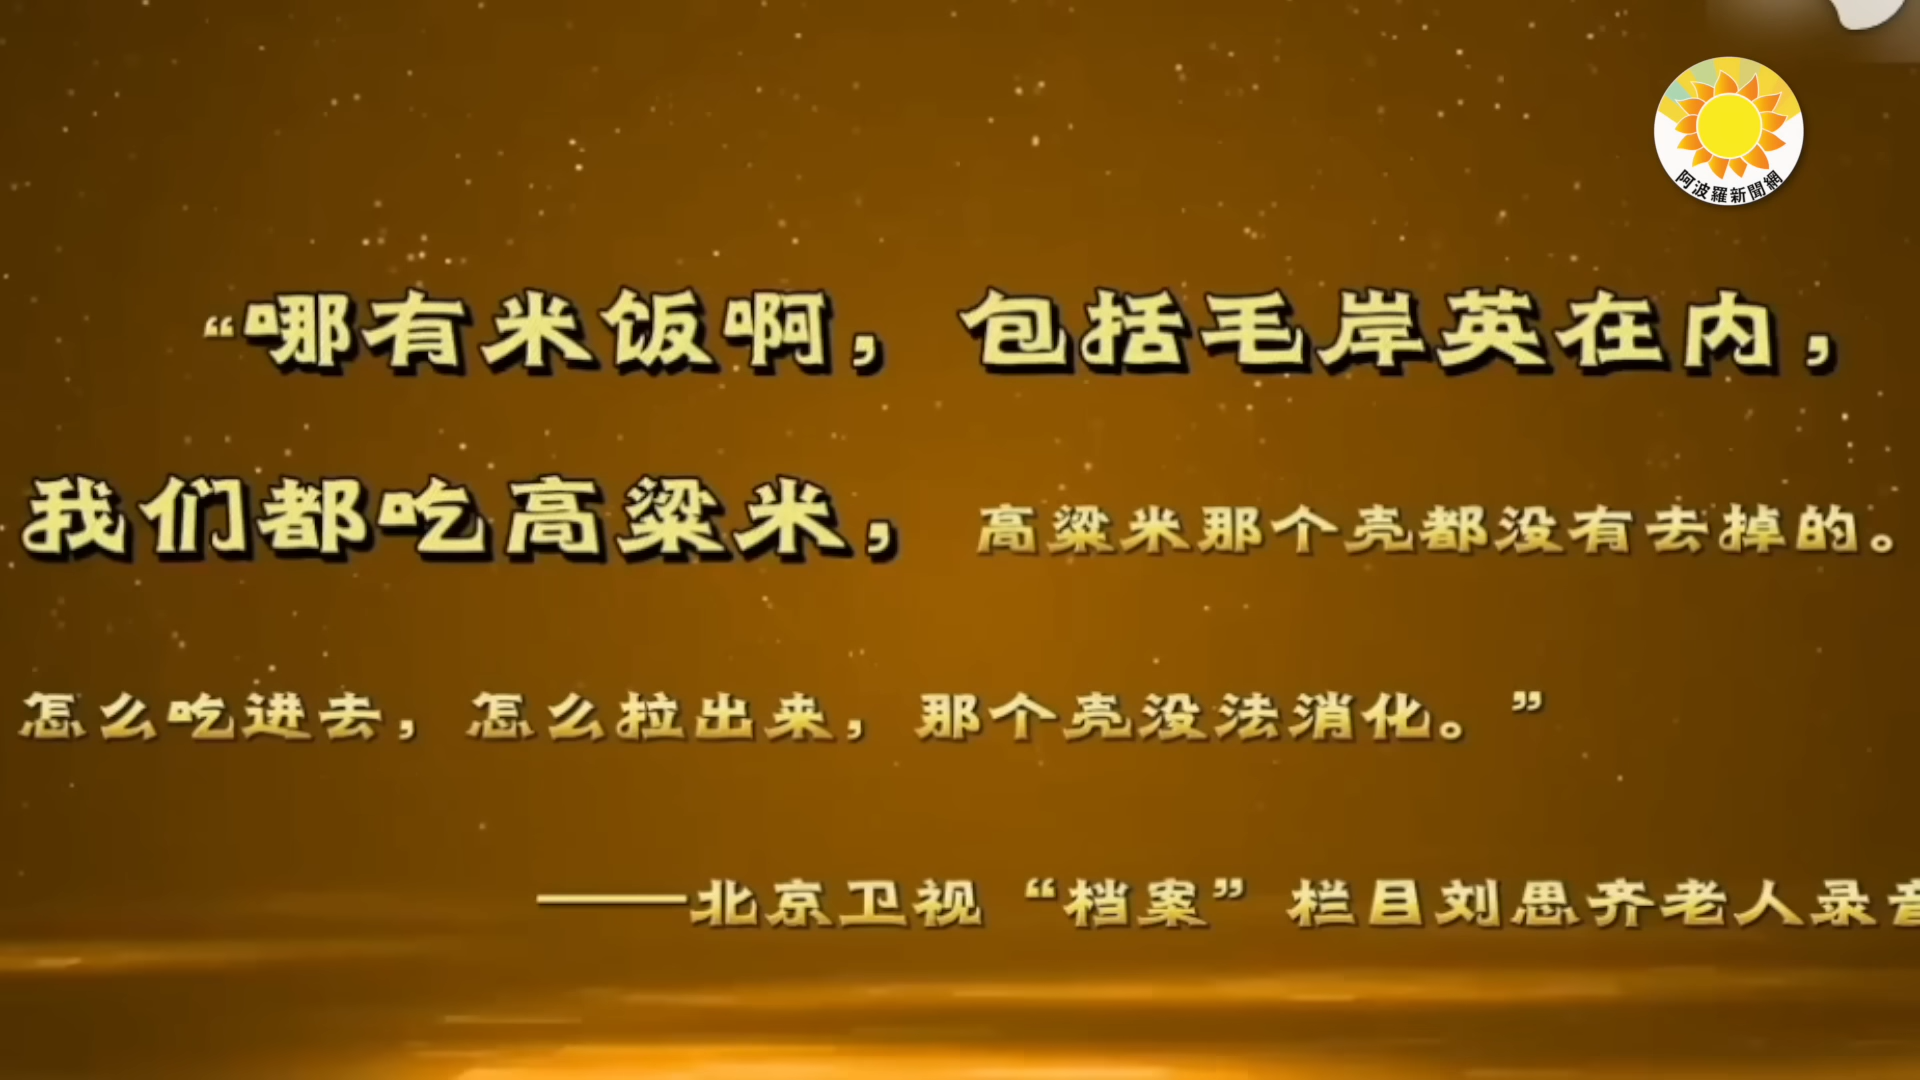 阿波羅新聞網
“哪有米饭啊，包括毛岸英在内，
我们都吃高粱米，高粱米那个壳都没有去掉的。
怎么吃进去，怎么拉出来，那个壳没法消化。”
——北京卫视“档案”栏目刘思齐老人录音